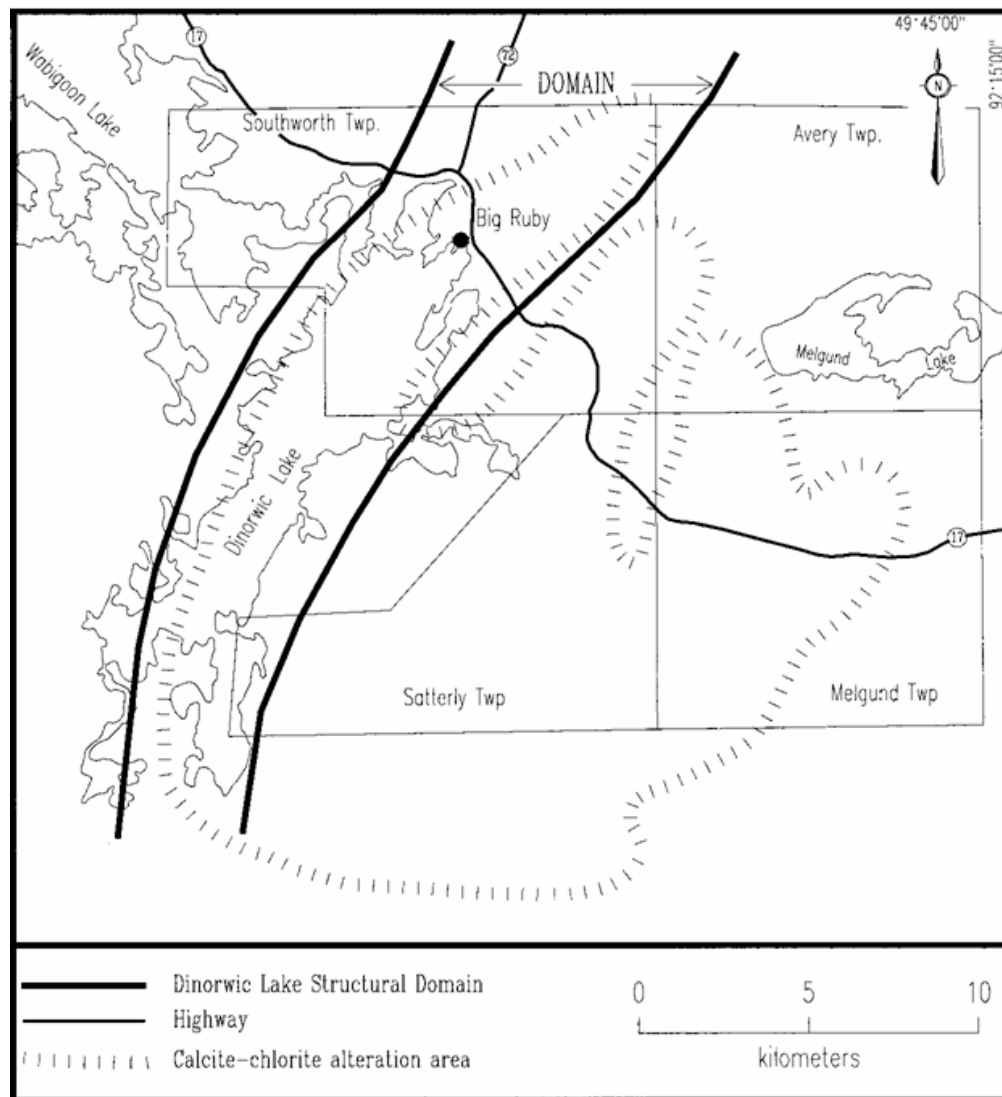 49°45'00"
92°15'00"
N
17
72
Wabigoon Lake
DOMAIN
Southworth Twp.
Avery Twp.
Big Ruby
Melgund Lake
Dinorwic Lake
17
Satterly Twp
Melgund Twp
Dinorwic Lake Structural Domain
Highway
Calcite-chlorite alteration area
0 5 10
kilometers